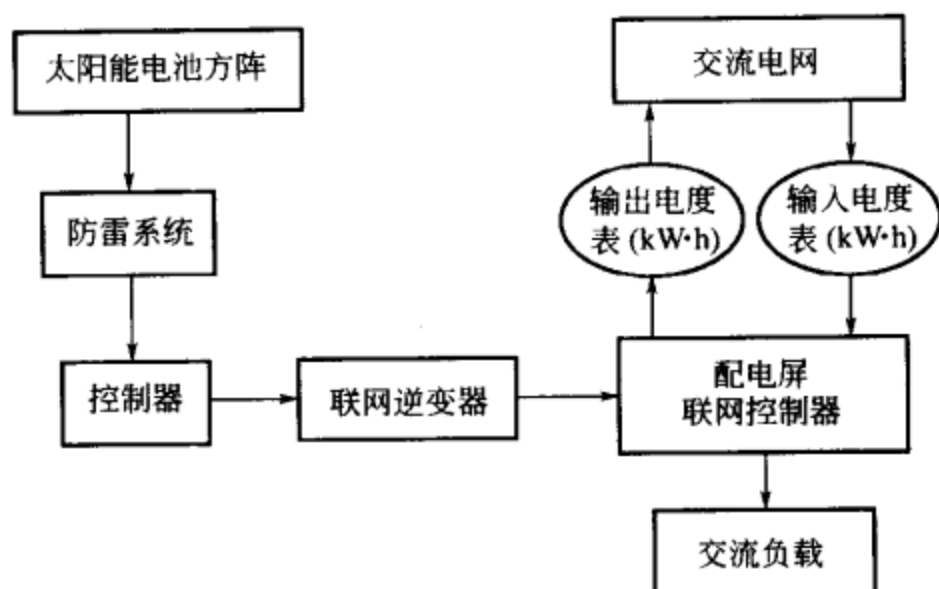 太阳能电池方阵
交流电网
防雷系统
输出电度
表(kW·h)
输入电度
表(kW·h)
控制器
联网逆变器
配电屏
联网控制器
交流负载